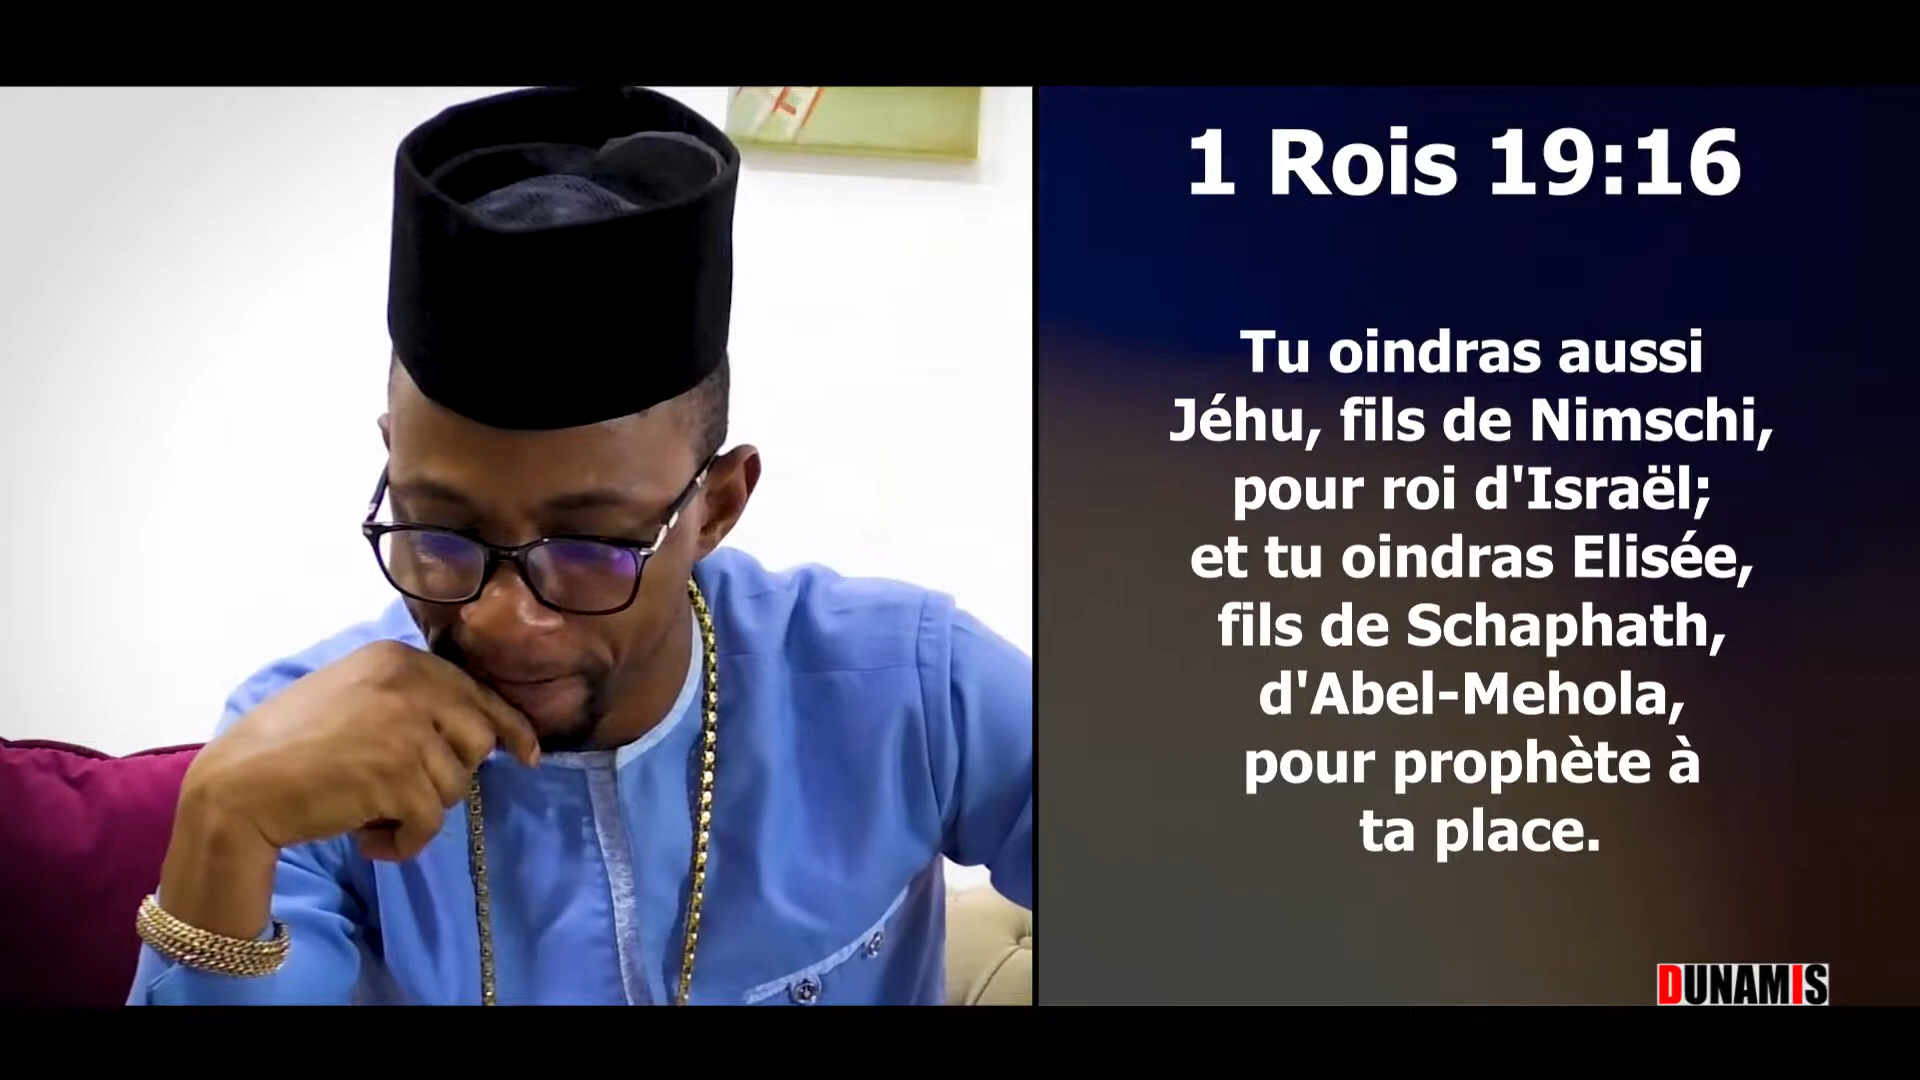 1 Rois 19:16
Tu oindras aussi
Jéhu, fils de Nimschi,
pour roi d'Israël;
et tu oindras Elisée,
fils de Schaphath,
d'Abel-Mehola,
pour prophète à
ta place.
DUNAMIS